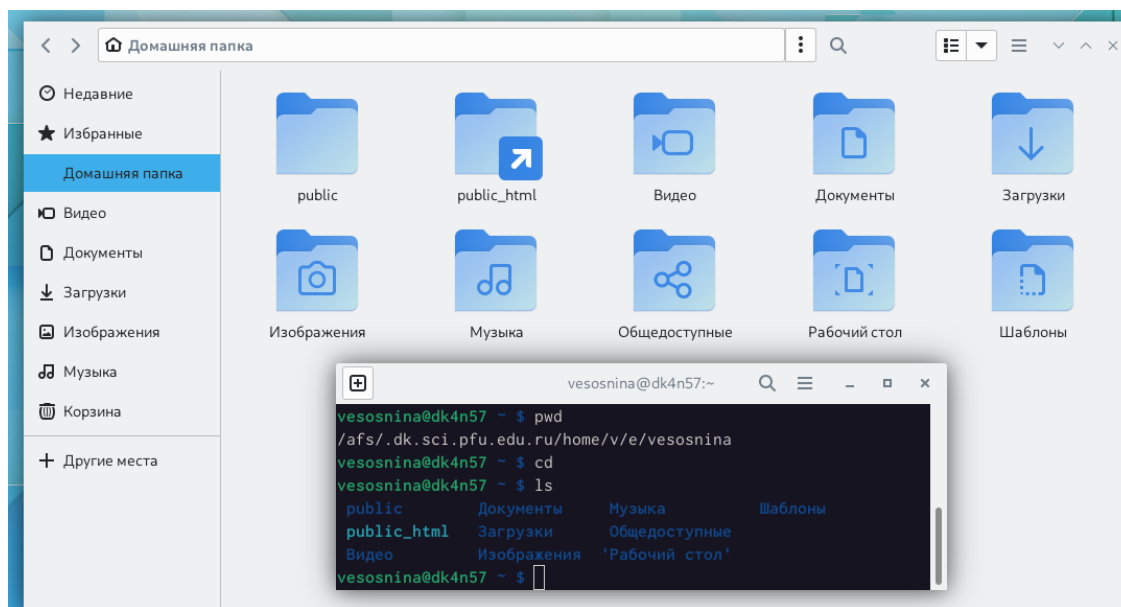 Домашняя папка
Недавние
Избранные
Домашняя папка
Видео
Документы
Загрузки
Изображения
Музыка
Корзина
Другие места
public public_html Видео Документы Загрузки
Изображения Музыка Общедоступные Рабочий стол Шаблоны
vesosnina@dk4n57:~
vesosnina@dk4n57 ~ $ pwd
/afs/.dk.sci.pfu.edu.ru/home/v/e/vesosnina
vesosnina@dk4n57 ~ $ cd
vesosnina@dk4n57 ~ $ ls
public Документы Музыка Шаблоны
public_html Загрузки Общедоступные
Видео Изображения 'Рабочий стол'
vesosnina@dk4n57 ~ $